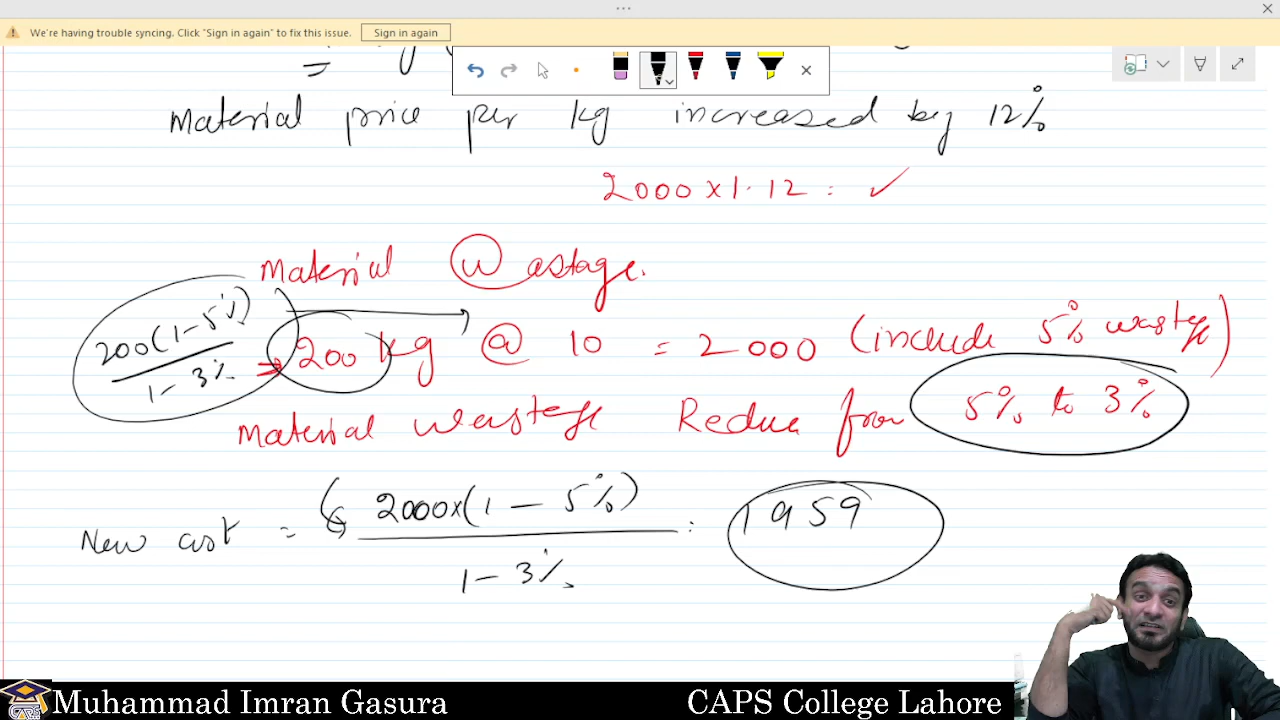 We're having trouble syncing. Click "Sign in again" to fix this issue. Sign in again
=
material price per kg increased by 12%
2000 x 1.12 = ✓
Material Wastage.
200(1-5%)
1-3%
⇒ 200 kg @ 10 = 2000 (include 5% wastage)
Material wastage Reduce from 5% to 3%
New cost = 2000x(1 - 5%) : 1959
1 - 3%
Muhammad Imran Gasura CAPS College Lahore